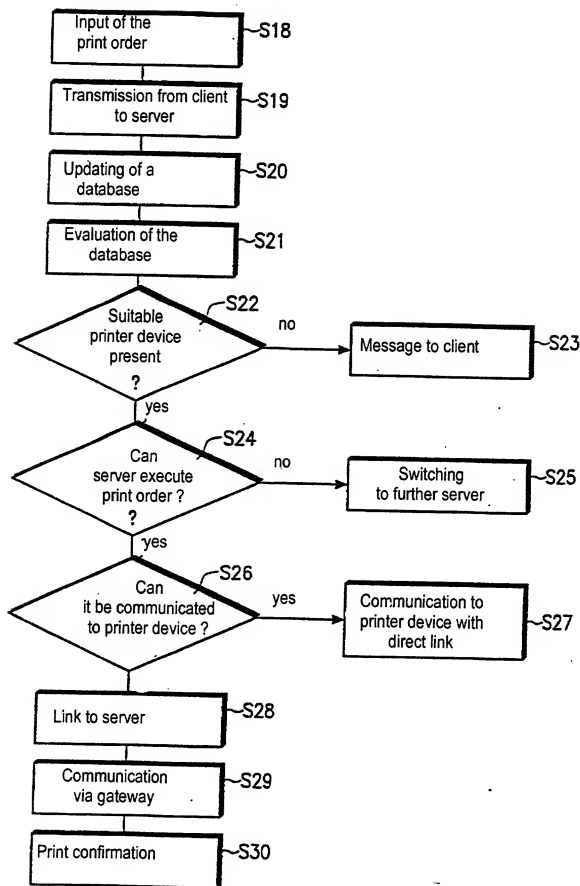 Input of the
print order
S18
Transmission from client
to server
S19
Updating of a
database
S20
Evaluation of the
database
S21
Suitable
printer device
present
?
S22
no
Message to client
S23
yes
Can
server execute
print order ?
?
S24
no
Switching
to further server
S25
yes
Can
it be communicated
to printer device ?
S26
yes
Communication to
printer device with
direct link
S27
Link to server
S28
Communication
via gateway
S29
Print confirmation
S30